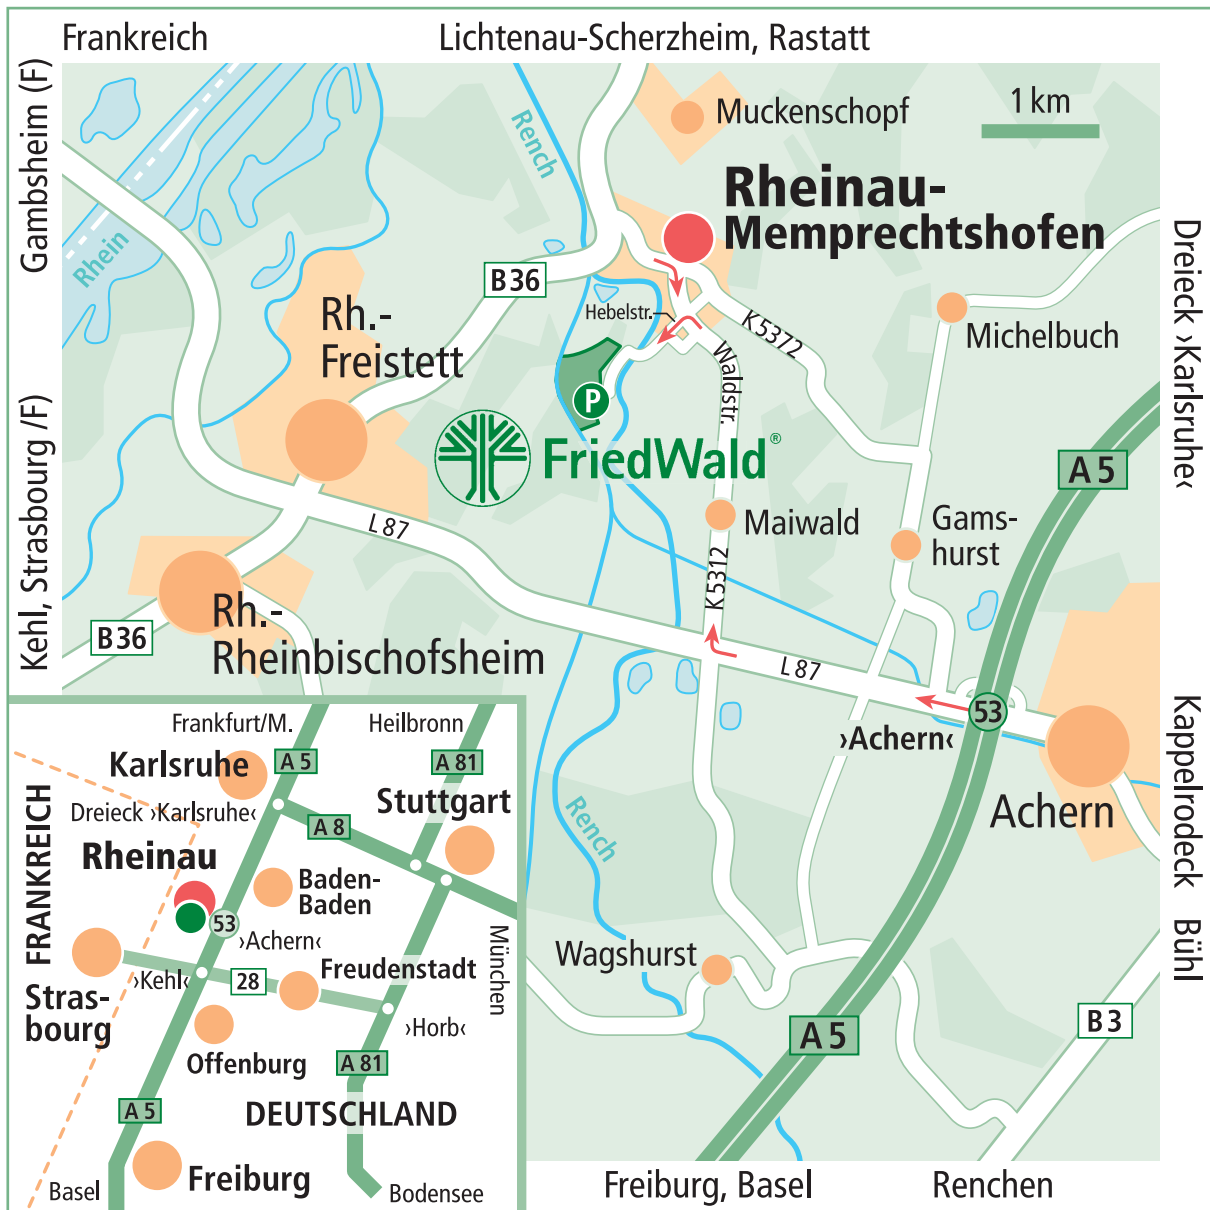 Frankreich
Lichtenau-Scherzheim, Rastatt
Gambsheim (F)
Kehl, Strasbourg /F)
Dreieck ›Karlsruhe‹
Kappelrodeck
Bühl
Rench
Muckenschopf
1 km
Rheinau-
Memprechtshofen
Rhein
B 36
Hebelstr.
K 5372
Michelbuch
Rh.-
Freistett
Waldstr.
P
FriedWald®
A 5
L 87
Maiwald
Gams-
hurst
K 5312
Rh.-
Rheinbischofsheim
B 36
L 87
53
›Achern‹
Achern
Rench
Wagshurst
A 5
B 3
Freiburg, Basel
Renchen
Frankfurt/M.
Heilbronn
Karlsruhe
A 5
A 81
Dreieck ›Karlsruhe‹
Stuttgart
A 8
FRANKREICH
Rheinau
Baden-
Baden
53
›Achern‹
München
›Kehl‹
28
Freudenstadt
Stras-
bourg
›Horb‹
Offenburg
A 81
A 5
DEUTSCHLAND
Freiburg
Basel
Bodensee